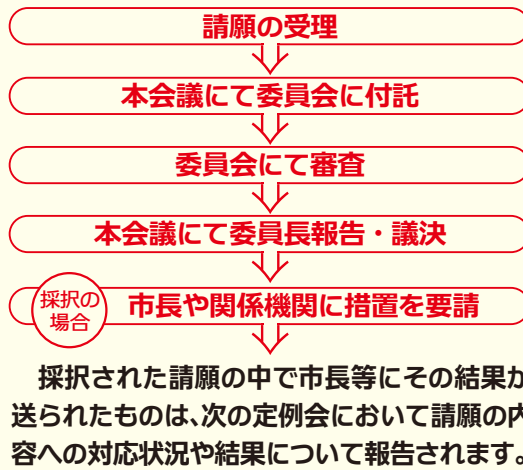 請願の受理
本会議にて委員会に付託
委員会にて審査
本会議にて委員長報告・議決
採択の
場合
市長や関係機関に措置を要請
採択された請願の中で市長等にその結果が
送られたものは、次の定例会において請願の内
容への対応状況や結果について報告されます。